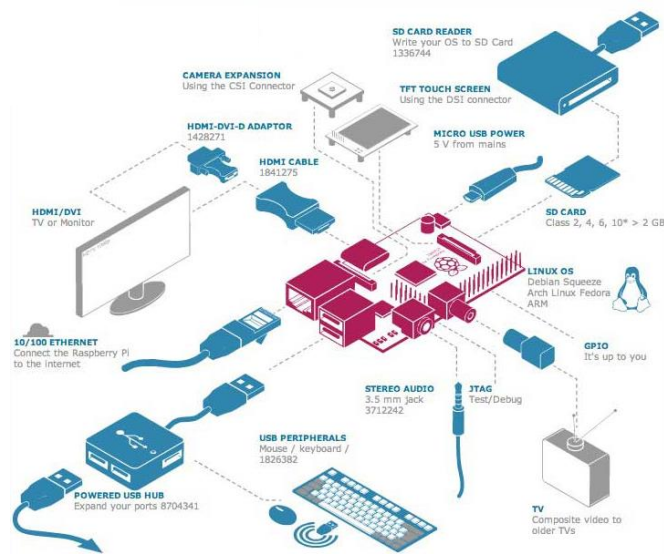 SD CARD READER
Write your OS to SD Card
1336744
CAMERA EXPANSION
Using the CSI Connector
TFT TOUCH SCREEN
Using the DSI connector
HDMI-DVI-D ADAPTOR
1428271
MICRO USB POWER
5 V from mains
HDMI CABLE
1841275
HDMI/DVI
TV or Monitor
SD CARD
Class 2, 4, 6, 10* > 2 GB
LINUX OS
Debian Squeeze
Arch Linux Fedora
ARM
10/100 ETHERNET
Connect the Raspberry Pi
to the internet
GPIO
It's up to you
STEREO AUDIO
3.5 mm jack
3712242
JTAG
Test/Debug
USB PERIPHERALS
Mouse / keyboard /
1826382
POWERED USB HUB
Expand your ports 8704341
TV
Composite video to
older TVs